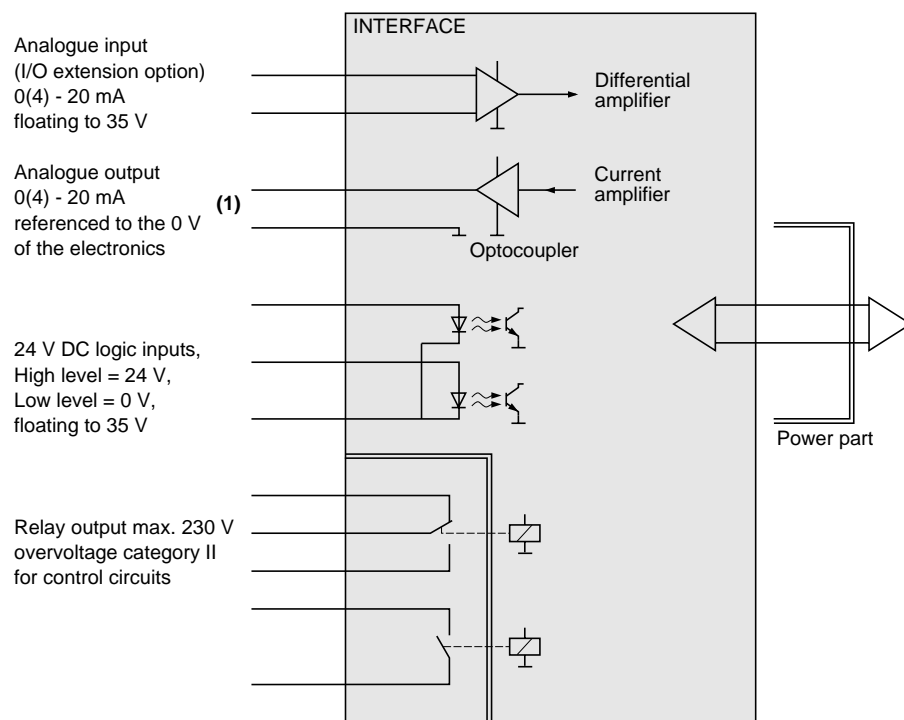 INTERFACE
Analogue input
(I/O extension option)
0(4) - 20 mA
floating to 35 V
Differential
amplifier
Analogue output
0(4) - 20 mA
referenced to the 0 V
of the electronics
(1)
Current
amplifier
Optocoupler
24 V DC logic inputs,
High level = 24 V,
Low level = 0 V,
floating to 35 V
Power part
Relay output max. 230 V
overvoltage category II
for control circuits